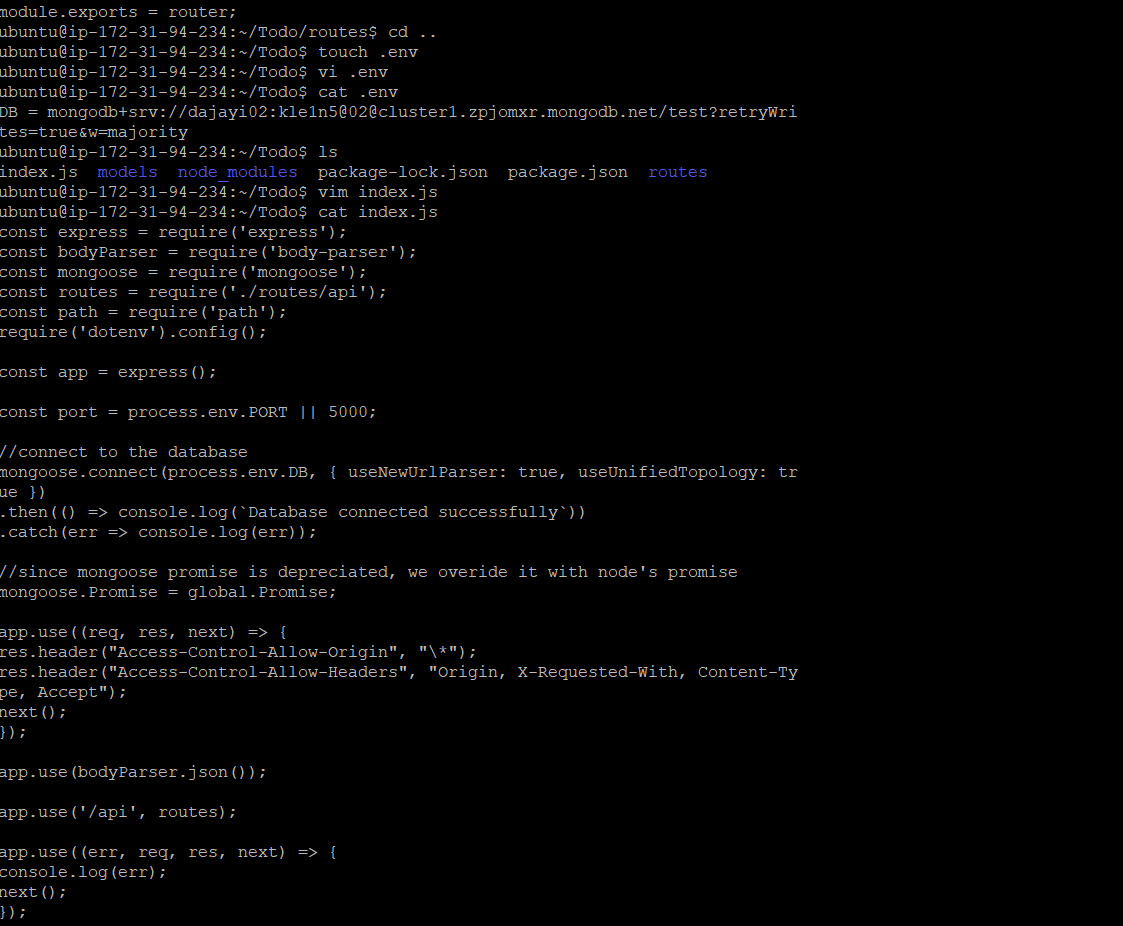 module.exports = router;
ubuntu@ip-172-31-94-234:~/Todo/routes$ cd ..
ubuntu@ip-172-31-94-234:~/Todo$ touch .env
ubuntu@ip-172-31-94-234:~/Todo$ vi .env
ubuntu@ip-172-31-94-234:~/Todo$ cat .env
DB = mongodb+srv://dajayi02:kle1n5@02@cluster1.zpjomxr.mongodb.net/test?retryWri
tes=true&w=majority
ubuntu@ip-172-31-94-234:~/Todo$ ls
index.js  models  node_modules  package-lock.json  package.json  routes
ubuntu@ip-172-31-94-234:~/Todo$ vim index.js
ubuntu@ip-172-31-94-234:~/Todo$ cat index.js
const express = require('express');
const bodyParser = require('body-parser');
const mongoose = require('mongoose');
const routes = require('./routes/api');
const path = require('path');
require('dotenv').config();

const app = express();

const port = process.env.PORT || 5000;

//connect to the database
mongoose.connect(process.env.DB, { useNewUrlParser: true, useUnifiedTopology: tr
ue })
.then(() => console.log(`Database connected successfully`))
.catch(err => console.log(err));

//since mongoose promise is depreciated, we overide it with node's promise
mongoose.Promise = global.Promise;

app.use((req, res, next) => {
res.header("Access-Control-Allow-Origin", "\*");
res.header("Access-Control-Allow-Headers", "Origin, X-Requested-With, Content-Ty
pe, Accept");
next();
});

app.use(bodyParser.json());

app.use('/api', routes);

app.use((err, req, res, next) => {
console.log(err);
next();
});